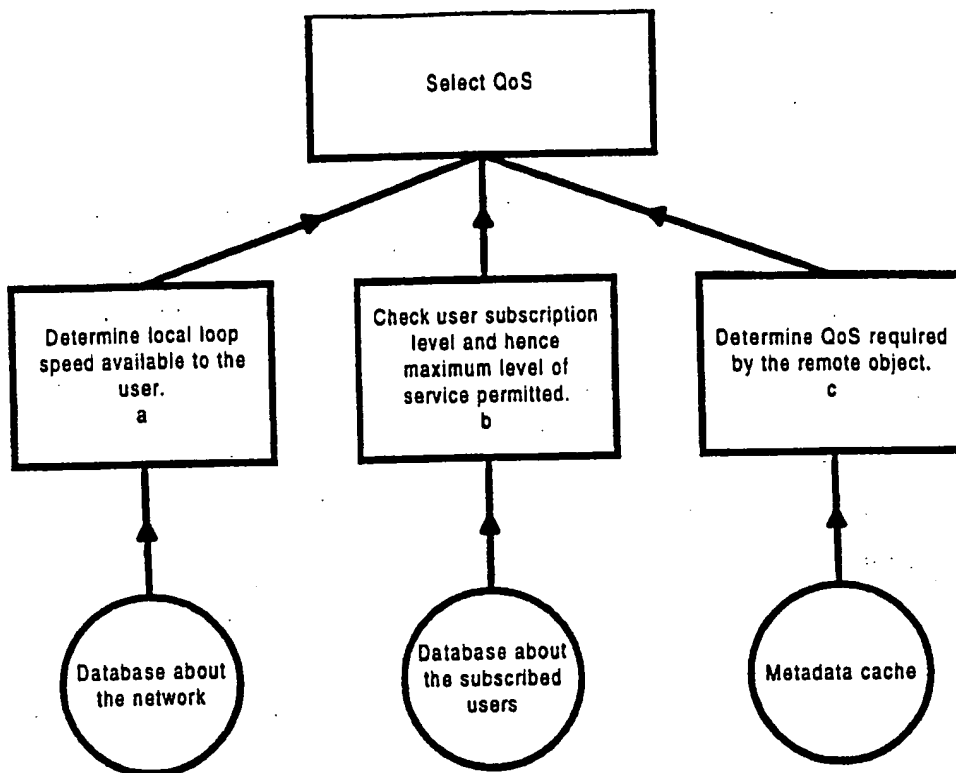 Select QoS
Determine local loop
speed available to the
user.
a
Check user subscription
level and hence
maximum level of
service permitted.
b
Determine QoS required
by the remote object.
c
Database about
the network
Database about
the subscribed
users
Metadata cache